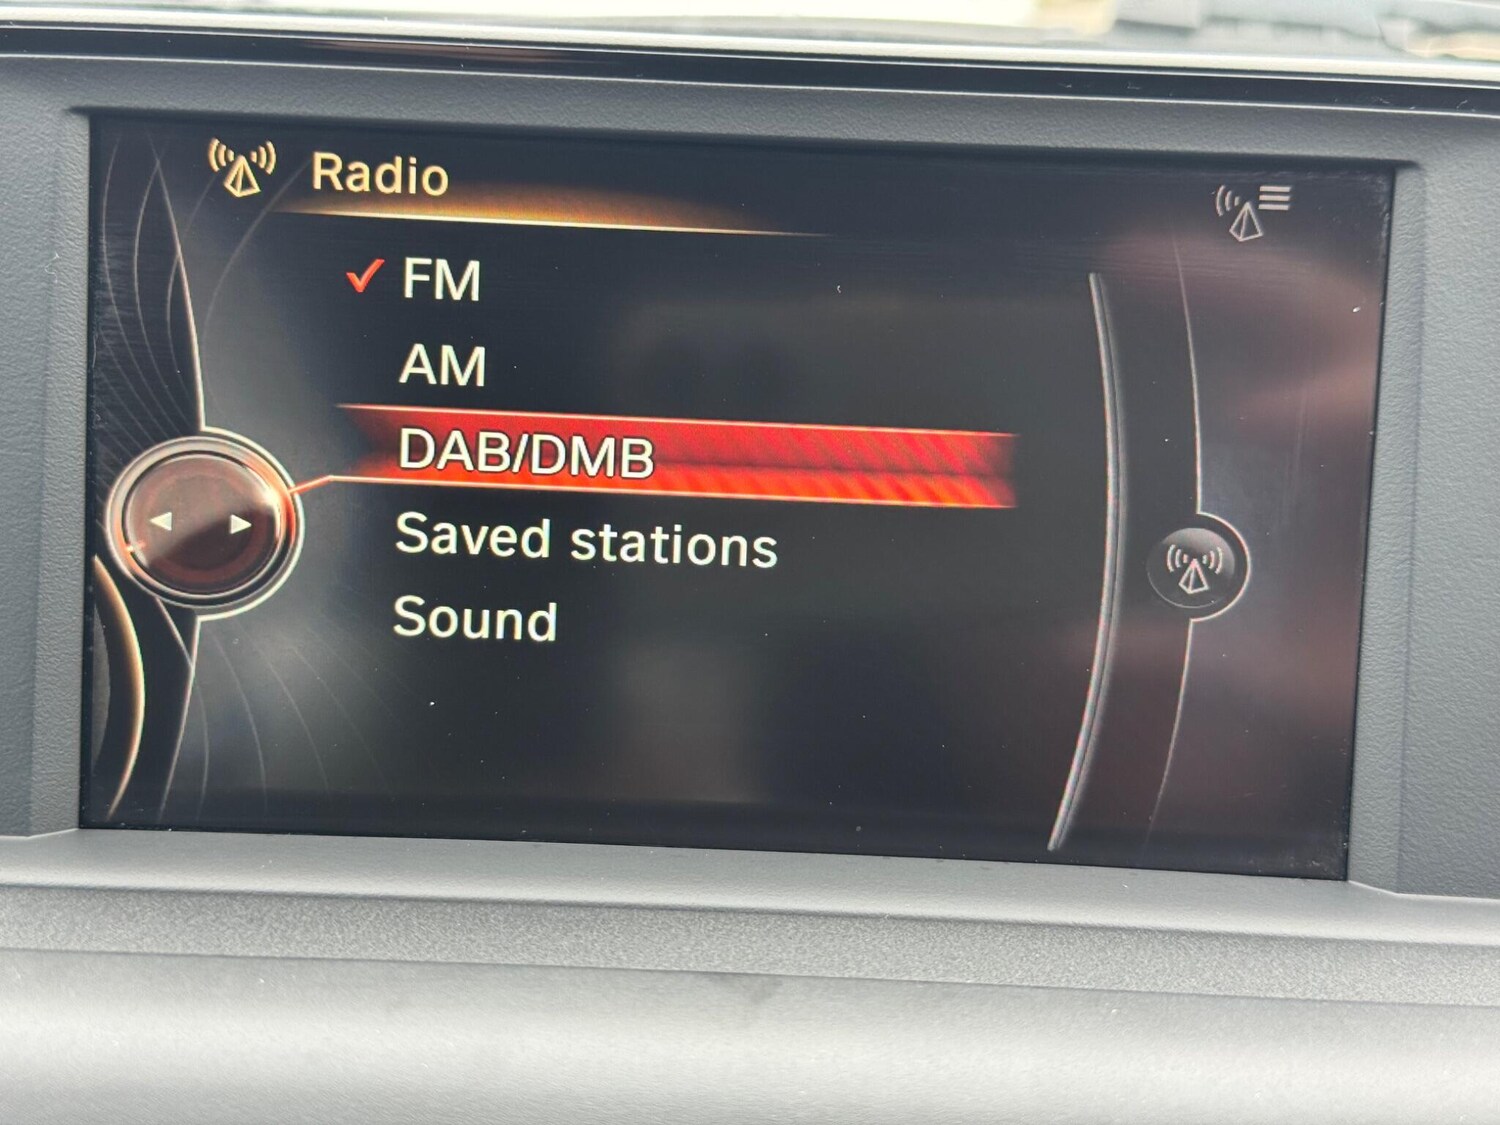 Radio
FM
AM
DAB/DMB
Saved stations
Sound